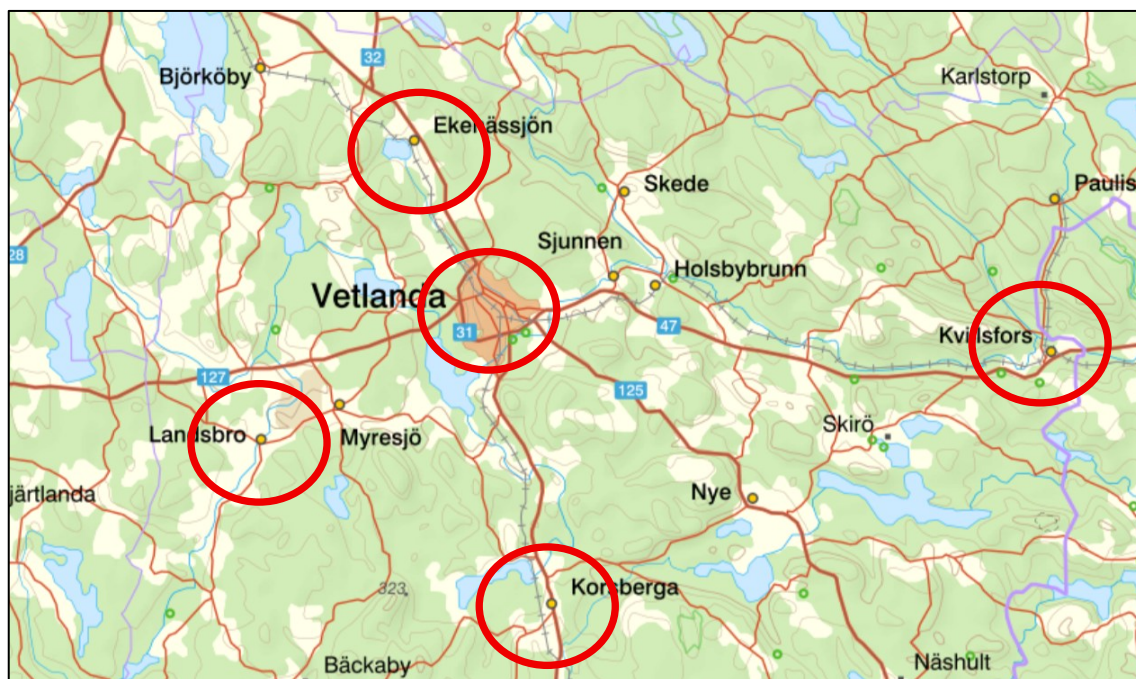 32
Björköby
Karlstorp
Ekenässjön
Skede
Paulis
Sjunnen
28
Holsbybrunn
Vetlanda
31
47
Kvillsfors
127
125
Landsbro
Myresjö
Skirö
järtlanda
Nye
323
Korsberga
Bäckaby
Näshult